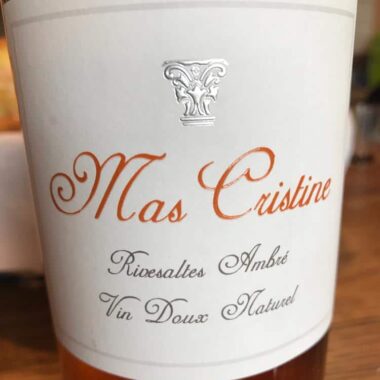 Mas Cristine
Rivesaltes Ambré
Vin Doux Naturel